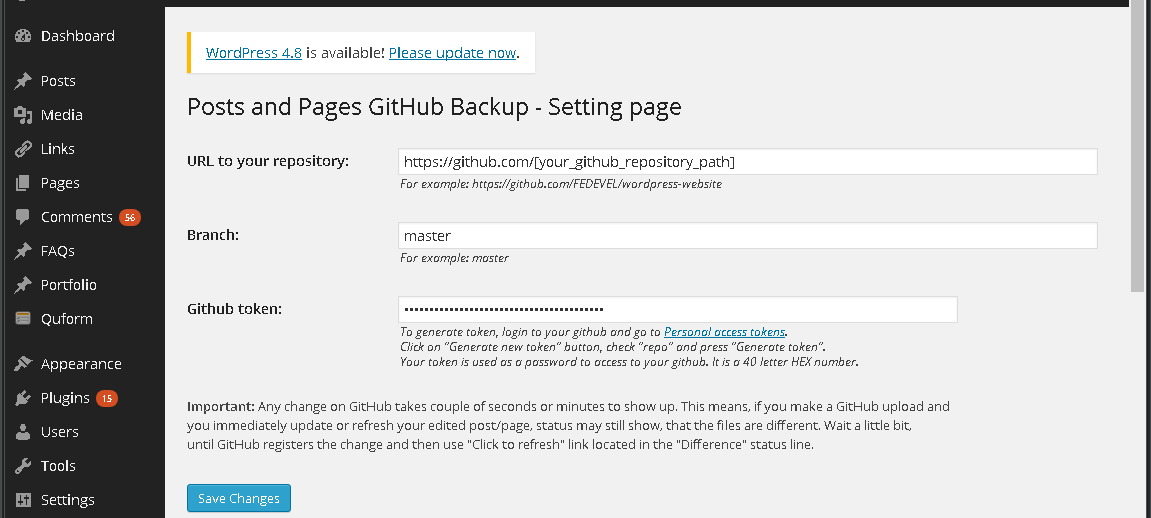 Dashboard
Posts
Media
Links
Pages
Comments 56
FAQs
Portfolio
Quform
Appearance
Plugins 15
Users
Tools
Settings
WordPress 4.8 is available! Please update now.
Posts and Pages GitHub Backup - Setting page
URL to your repository:
https://github.com/[your_github_repository_path]
For example: https://github.com/FEDEVEL/wordpress-website
Branch:
master
For example: master
Github token:
••••••••••••••••••••••••••••••••••••••••
To generate token, login to your github and go to Personal access tokens.
Click on "Generate new token" button, check "repo" and press "Generate token".
Your token is used as a password to access to your github. It is a 40 letter HEX number.
Important: Any change on GitHub takes couple of seconds or minutes to show up. This means, if you make a GitHub upload and
you immediately update or refresh your edited post/page, status may still show, that the files are different. Wait a little bit,
until GitHub registers the change and then use "Click to refresh" link located in the "Difference" status line.
Save Changes